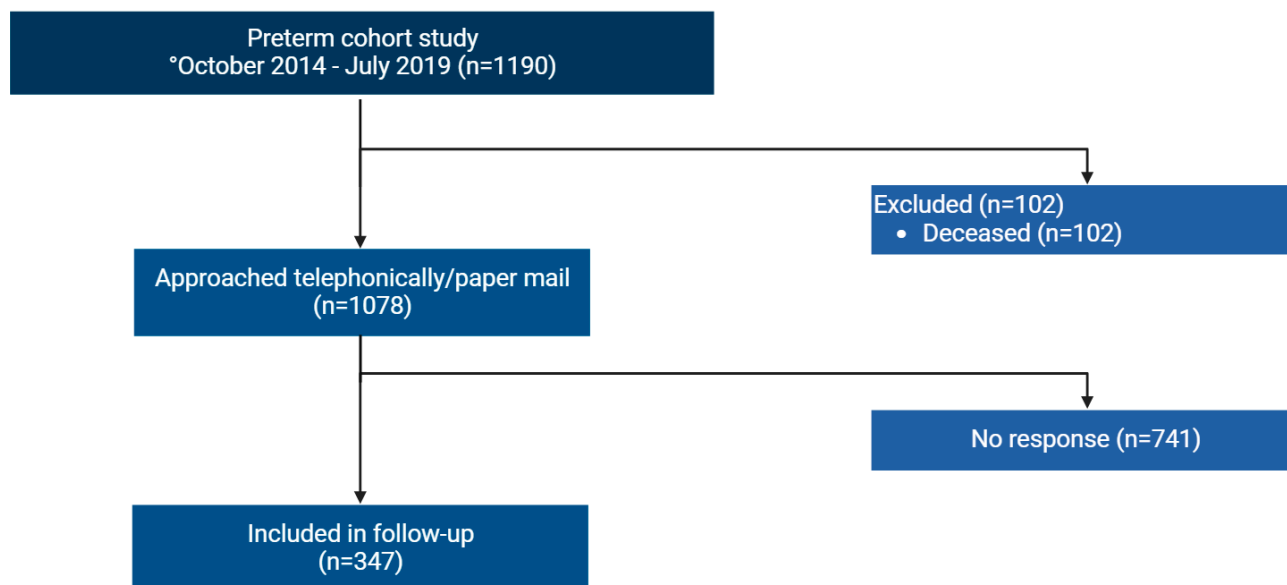 Preterm cohort study
°October 2014 - July 2019 (n=1190)
Excluded (n=102)
• Deceased (n=102)
Approached telephonically/paper mail
(n=1078)
No response (n=741)
Included in follow-up
(n=347)